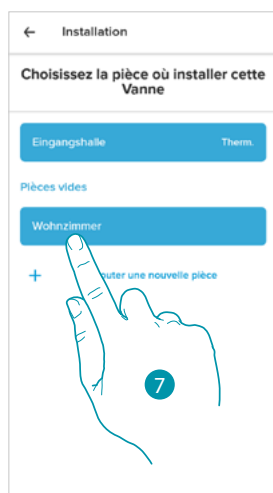 ← Installation
Choisissez la pièce où installer cette
Vanne
Eingangshalle Therm.
Pièces vides
Wohnzimmer
+ outer une nouvelle pièce
7